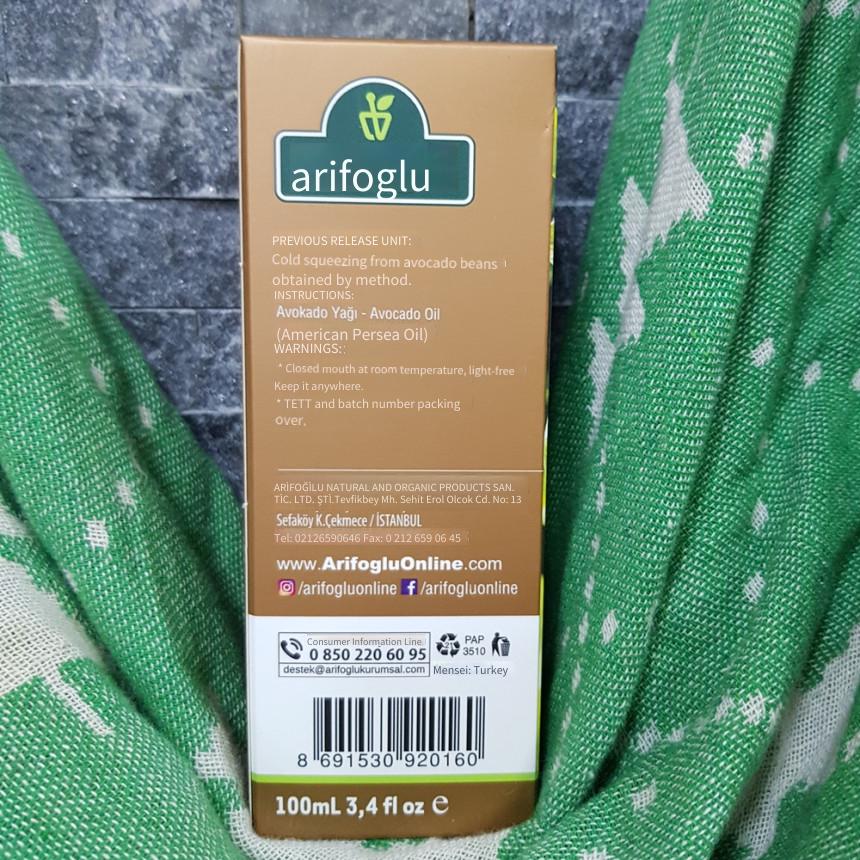 arifoglu
PREVIOUS RELEASE UNIT:
Cold squeezing from avocado beans
obtained by method.
INSTRUCTIONS:
Avokado Yağı - Avocado Oil
(American Persea Oil)
WARNINGS:
* Closed mouth at room temperature, light-free
Keep it anywhere.
* TETT and batch number packing
over.
ARİFOĞİLU NATURAL AND ORGANIC PRODUCTS SAN.
TİC. LTD. ŞTİ.Tevfikbey Mh. Sehit Erol Olcok Cd. No: 13
Sefaköy K.Çekmece / İSTANBUL
Tel: 02126590646 Fax: 0 212 659 06 45
www.ArifogluOnline.com
/arifogluonline /arifogluonline
Consumer Information Line
0 850 220 60 95
destek@arifoglukurumsal.com
21 PAP
3510
Mensei: Turkey
8 691530 920160
100mL 3,4 fl oz ℮